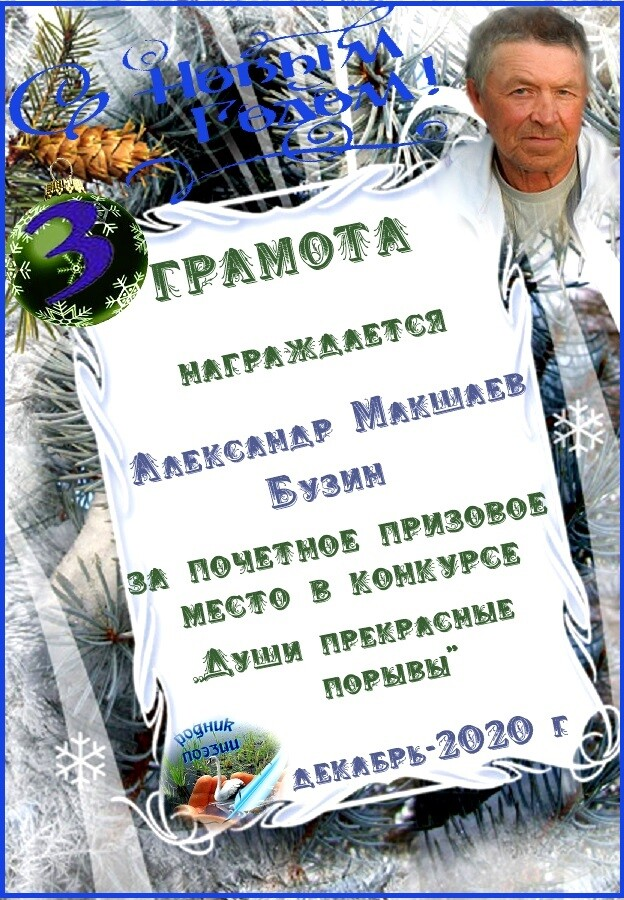 С Новым
Годом!
3
ГРАМОТА
НАГРАЖДАЕТСЯ
Александр Макшаев
Бузин
ЗА ПОЧЕТНОЕ ПРИЗОВОЕ
МЕСТО В КОНКУРСЕ
„Души прекрасные
порывы"
родник
поэзии
декабрь-2020 г